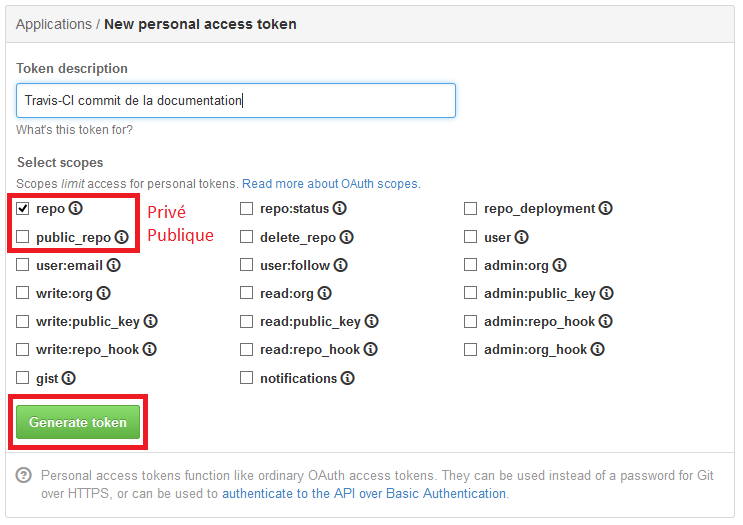 Applications / New personal access token
Token description
Travis-CI commit de la documentation
What's this token for?
Select scopes
Scopes limit access for personal tokens. Read more about OAuth scopes.
repo Privé repo:status repo_deployment
public_repo Publique delete_repo user
user:email user:follow admin:org
write:org read:org admin:public_key
write:public_key read:public_key admin:repo_hook
write:repo_hook read:repo_hook admin:org_hook
gist notifications
Generate token
Personal access tokens function like ordinary OAuth access tokens. They can be used instead of a password for Git
over HTTPS, or can be used to authenticate to the API over Basic Authentication.